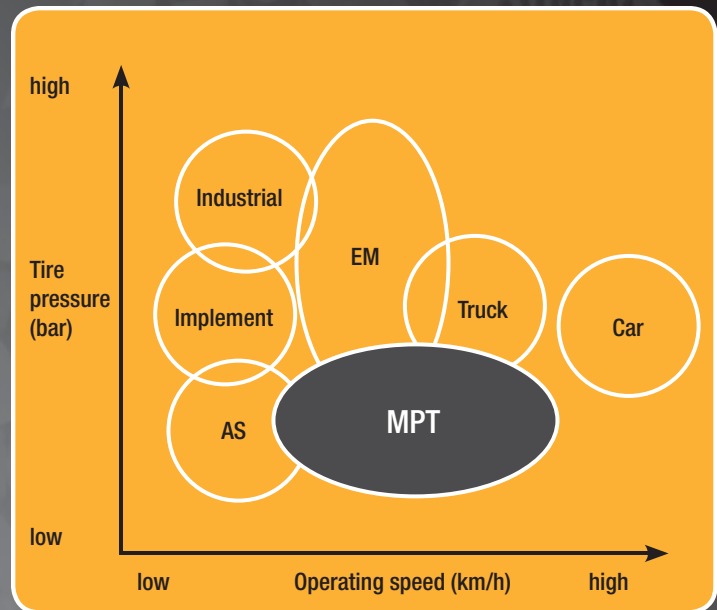 high
Industrial
EM
Tire
pressure
(bar)
Implement
Truck
Car
AS
MPT
low
low
Operating speed (km/h)
high